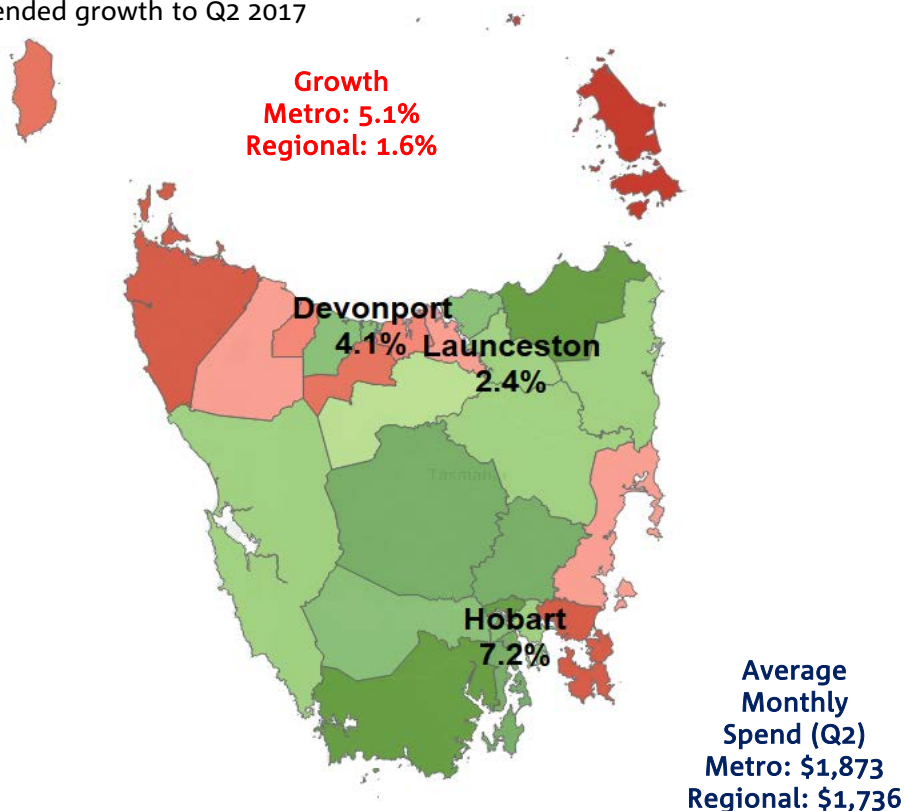 ended growth to Q2 2017
Growth
Metro: 5.1%
Regional: 1.6%
Devonport
4.1%
Launceston
2.4%
Tasmania
Hobart
7.2%
Average
Monthly
Spend (Q2)
Metro: $1,873
Regional: $1,736